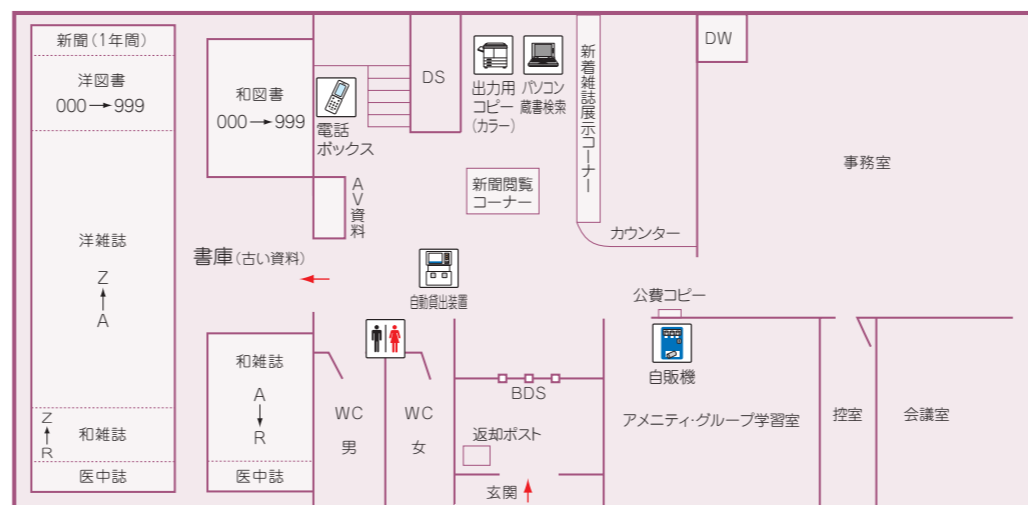 新聞(1年間)
洋図書
000→999
洋雑誌
Z
↑
A
Z
↑
R
和雑誌
医中誌
和図書
000→999
電話
ボックス
AV資料
書庫(古い資料)
和雑誌
A
↓
R
医中誌
DS
出力用
コピー
(カラー)
パソコン
蔵書検索
新着雑誌展示コーナー
新聞閲覧
コーナー
自動貸出装置
カウンター
DW
事務室
公費コピー
自販機
WC
男
WC
女
BDS
返却ポスト
玄関
アメニティ・グループ学習室
控室
会議室